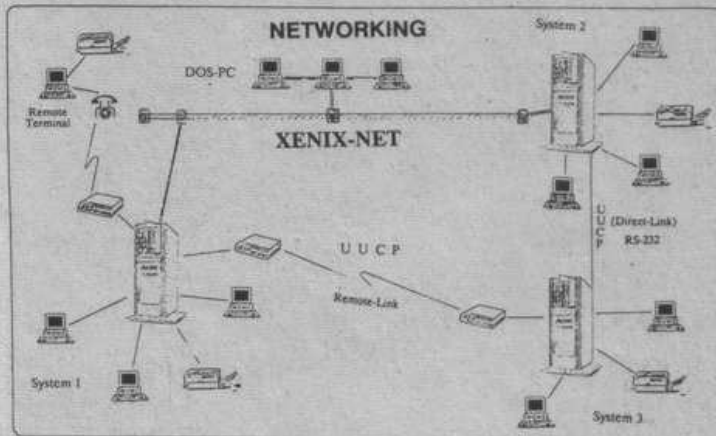 NETWORKING
System 2
DOS-PC
Remote
Terminal
XENIX-NET
UUCP
(Direct-Link)
RS-232
U U C P
Remote-Link
System 1
System 3